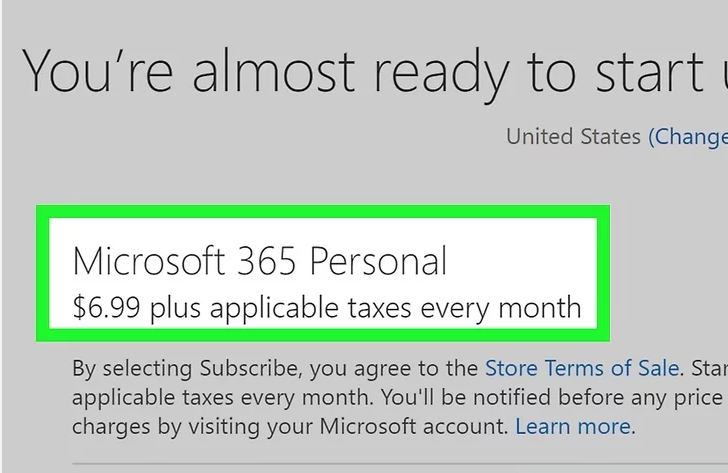 You're almost ready to start
United States (Change
Microsoft 365 Personal
$6.99 plus applicable taxes every month
By selecting Subscribe, you agree to the Store Terms of Sale.
applicable taxes every month. You'll be notified before any price
charges by visiting your Microsoft account. Learn more.